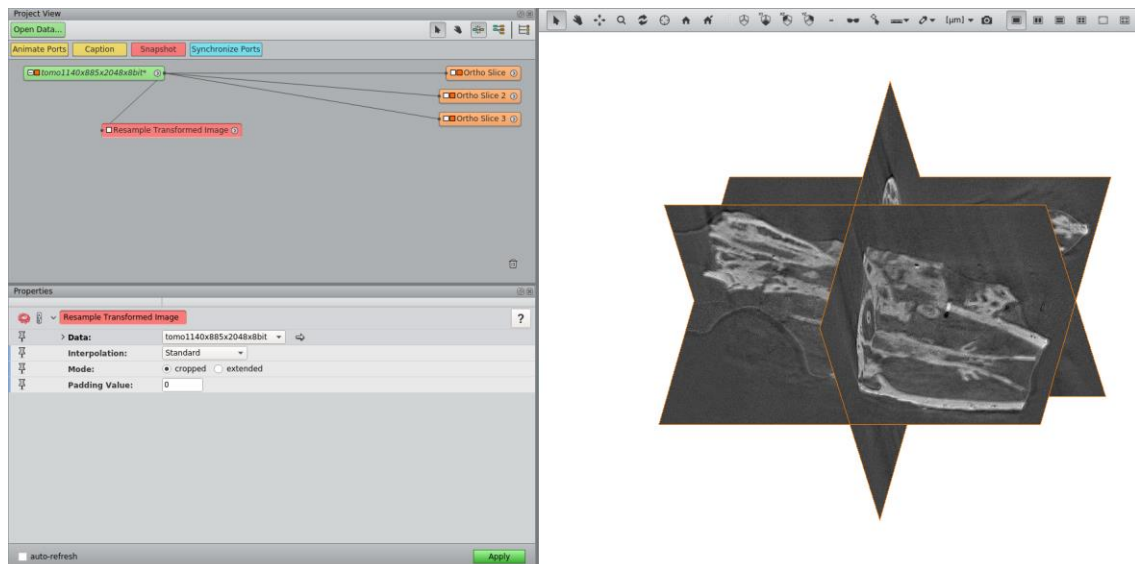 Project View
Open Data...
Animate Ports Caption Snapshot Synchronize Ports
tomo1140x885x2048x8bit*
Ortho Slice
Ortho Slice 2
Ortho Slice 3
Resample Transformed Image
[µm]
Properties
Resample Transformed Image ?
Data: tomo1140x885x2048x8bit
Interpolation: Standard
Mode: cropped extended
Padding Value: 0
auto-refresh Apply